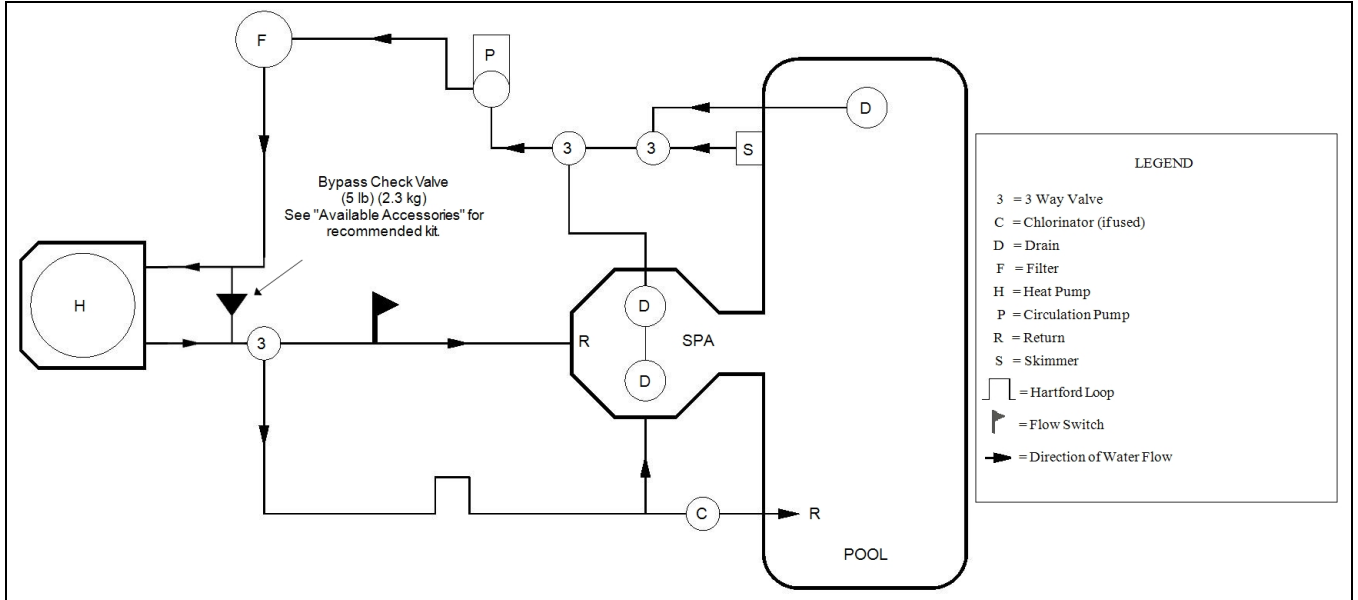 F
P
D
3
3
S
Bypass Check Valve
(5 lb) (2.3 kg)
See "Available Accessories" for
recommended kit.
H
3
R
D
SPA
D
C
R
POOL
LEGEND
3 = 3 Way Valve
C = Chlorinator (if used)
D = Drain
F = Filter
H = Heat Pump
P = Circulation Pump
R = Return
S = Skimmer
= Hartford Loop
= Flow Switch
= Direction of Water Flow